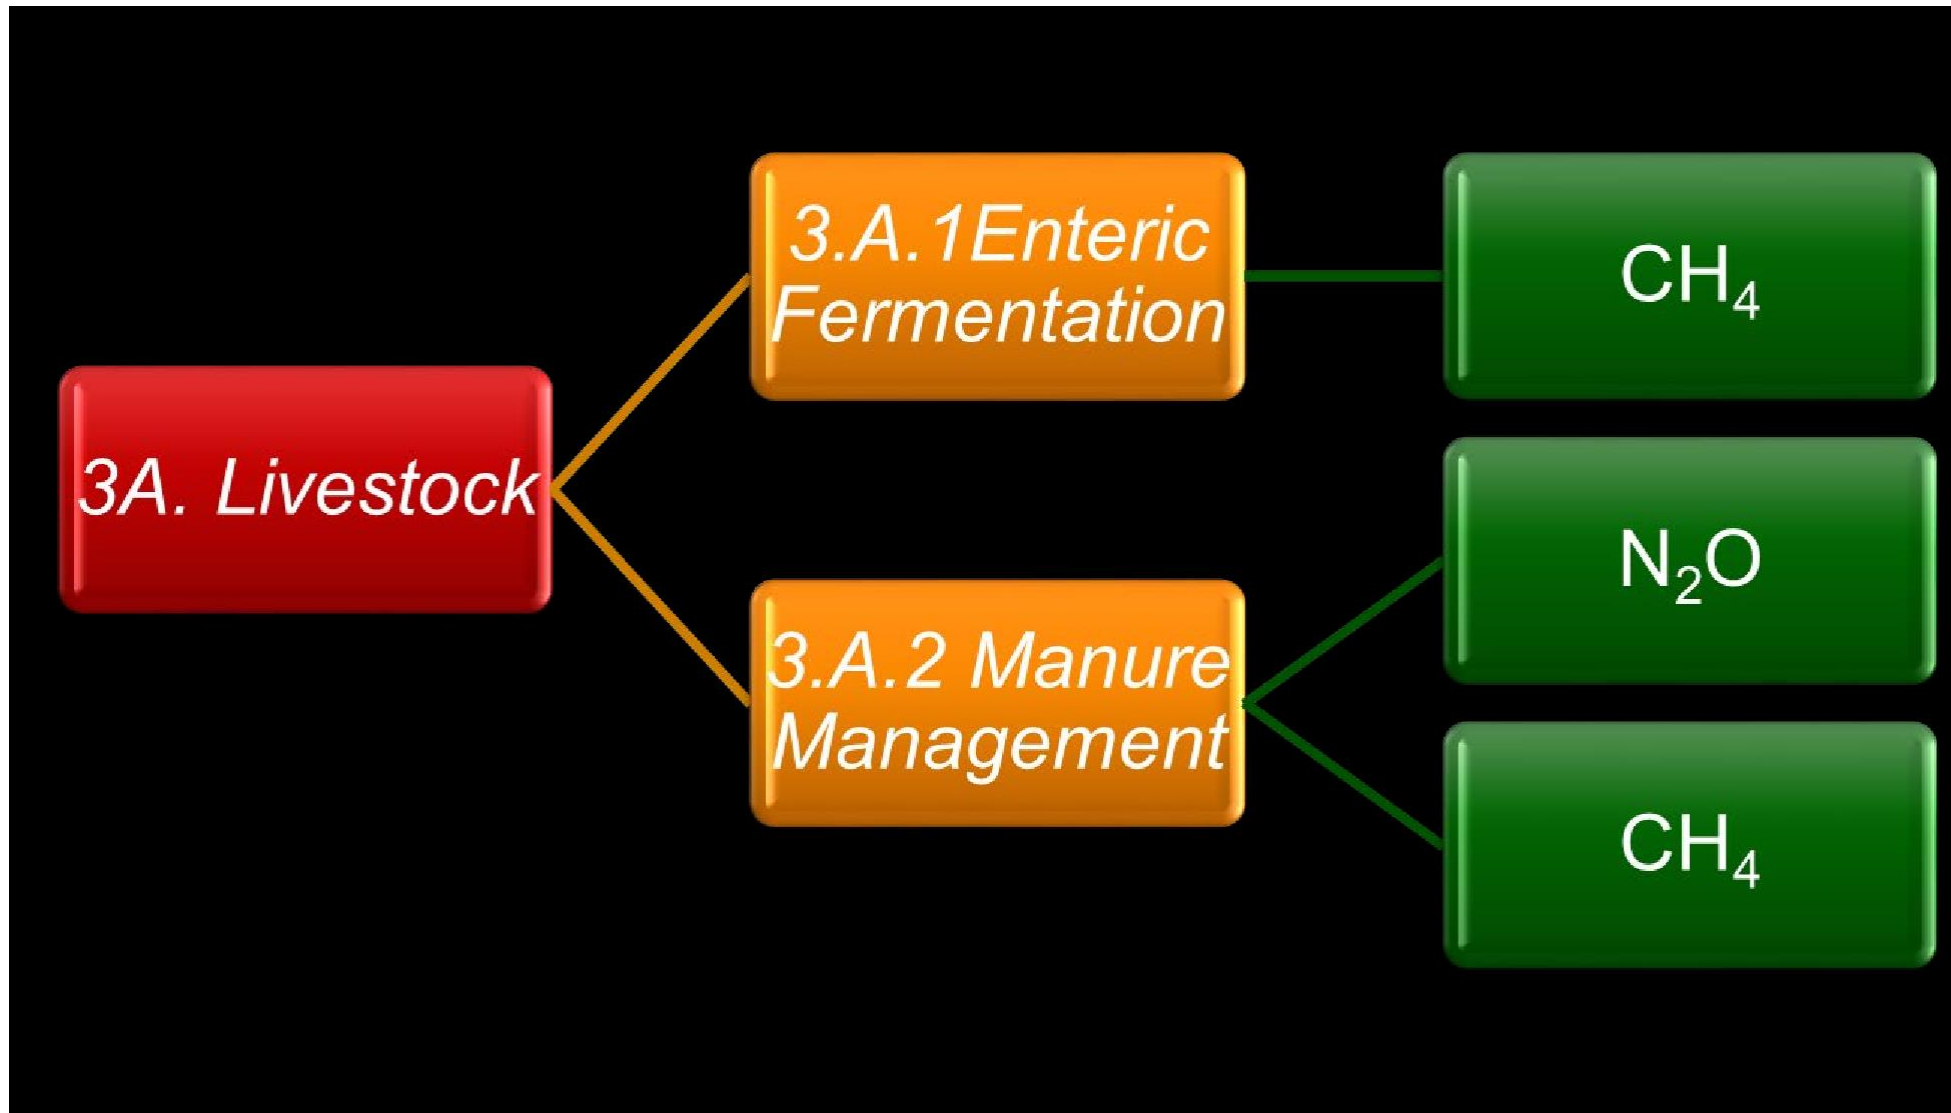 3A. Livestock
3.A.1Enteric
Fermentation
CH₄
3.A.2 Manure
Management
N₂O
CH₄